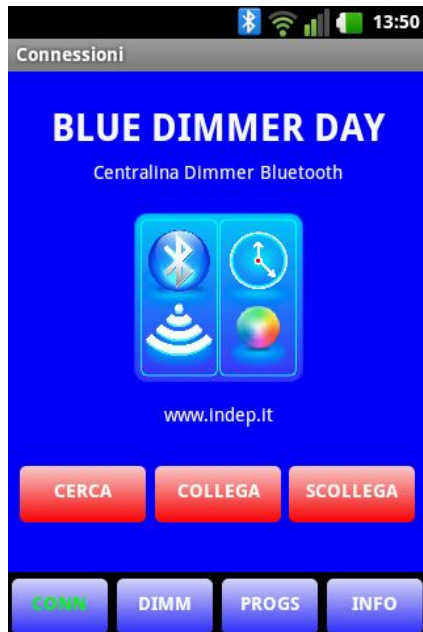 13:50
Connessioni
BLUE DIMMER DAY
Centralina Dimmer Bluetooth
www.indep.it
CERCA COLLEGA SCOLLEGA
CONN DIMM PROGS INFO